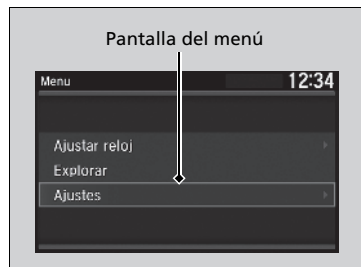 Pantalla del menú
Menu 12:34
Ajustar reloj
Explorar
Ajustes